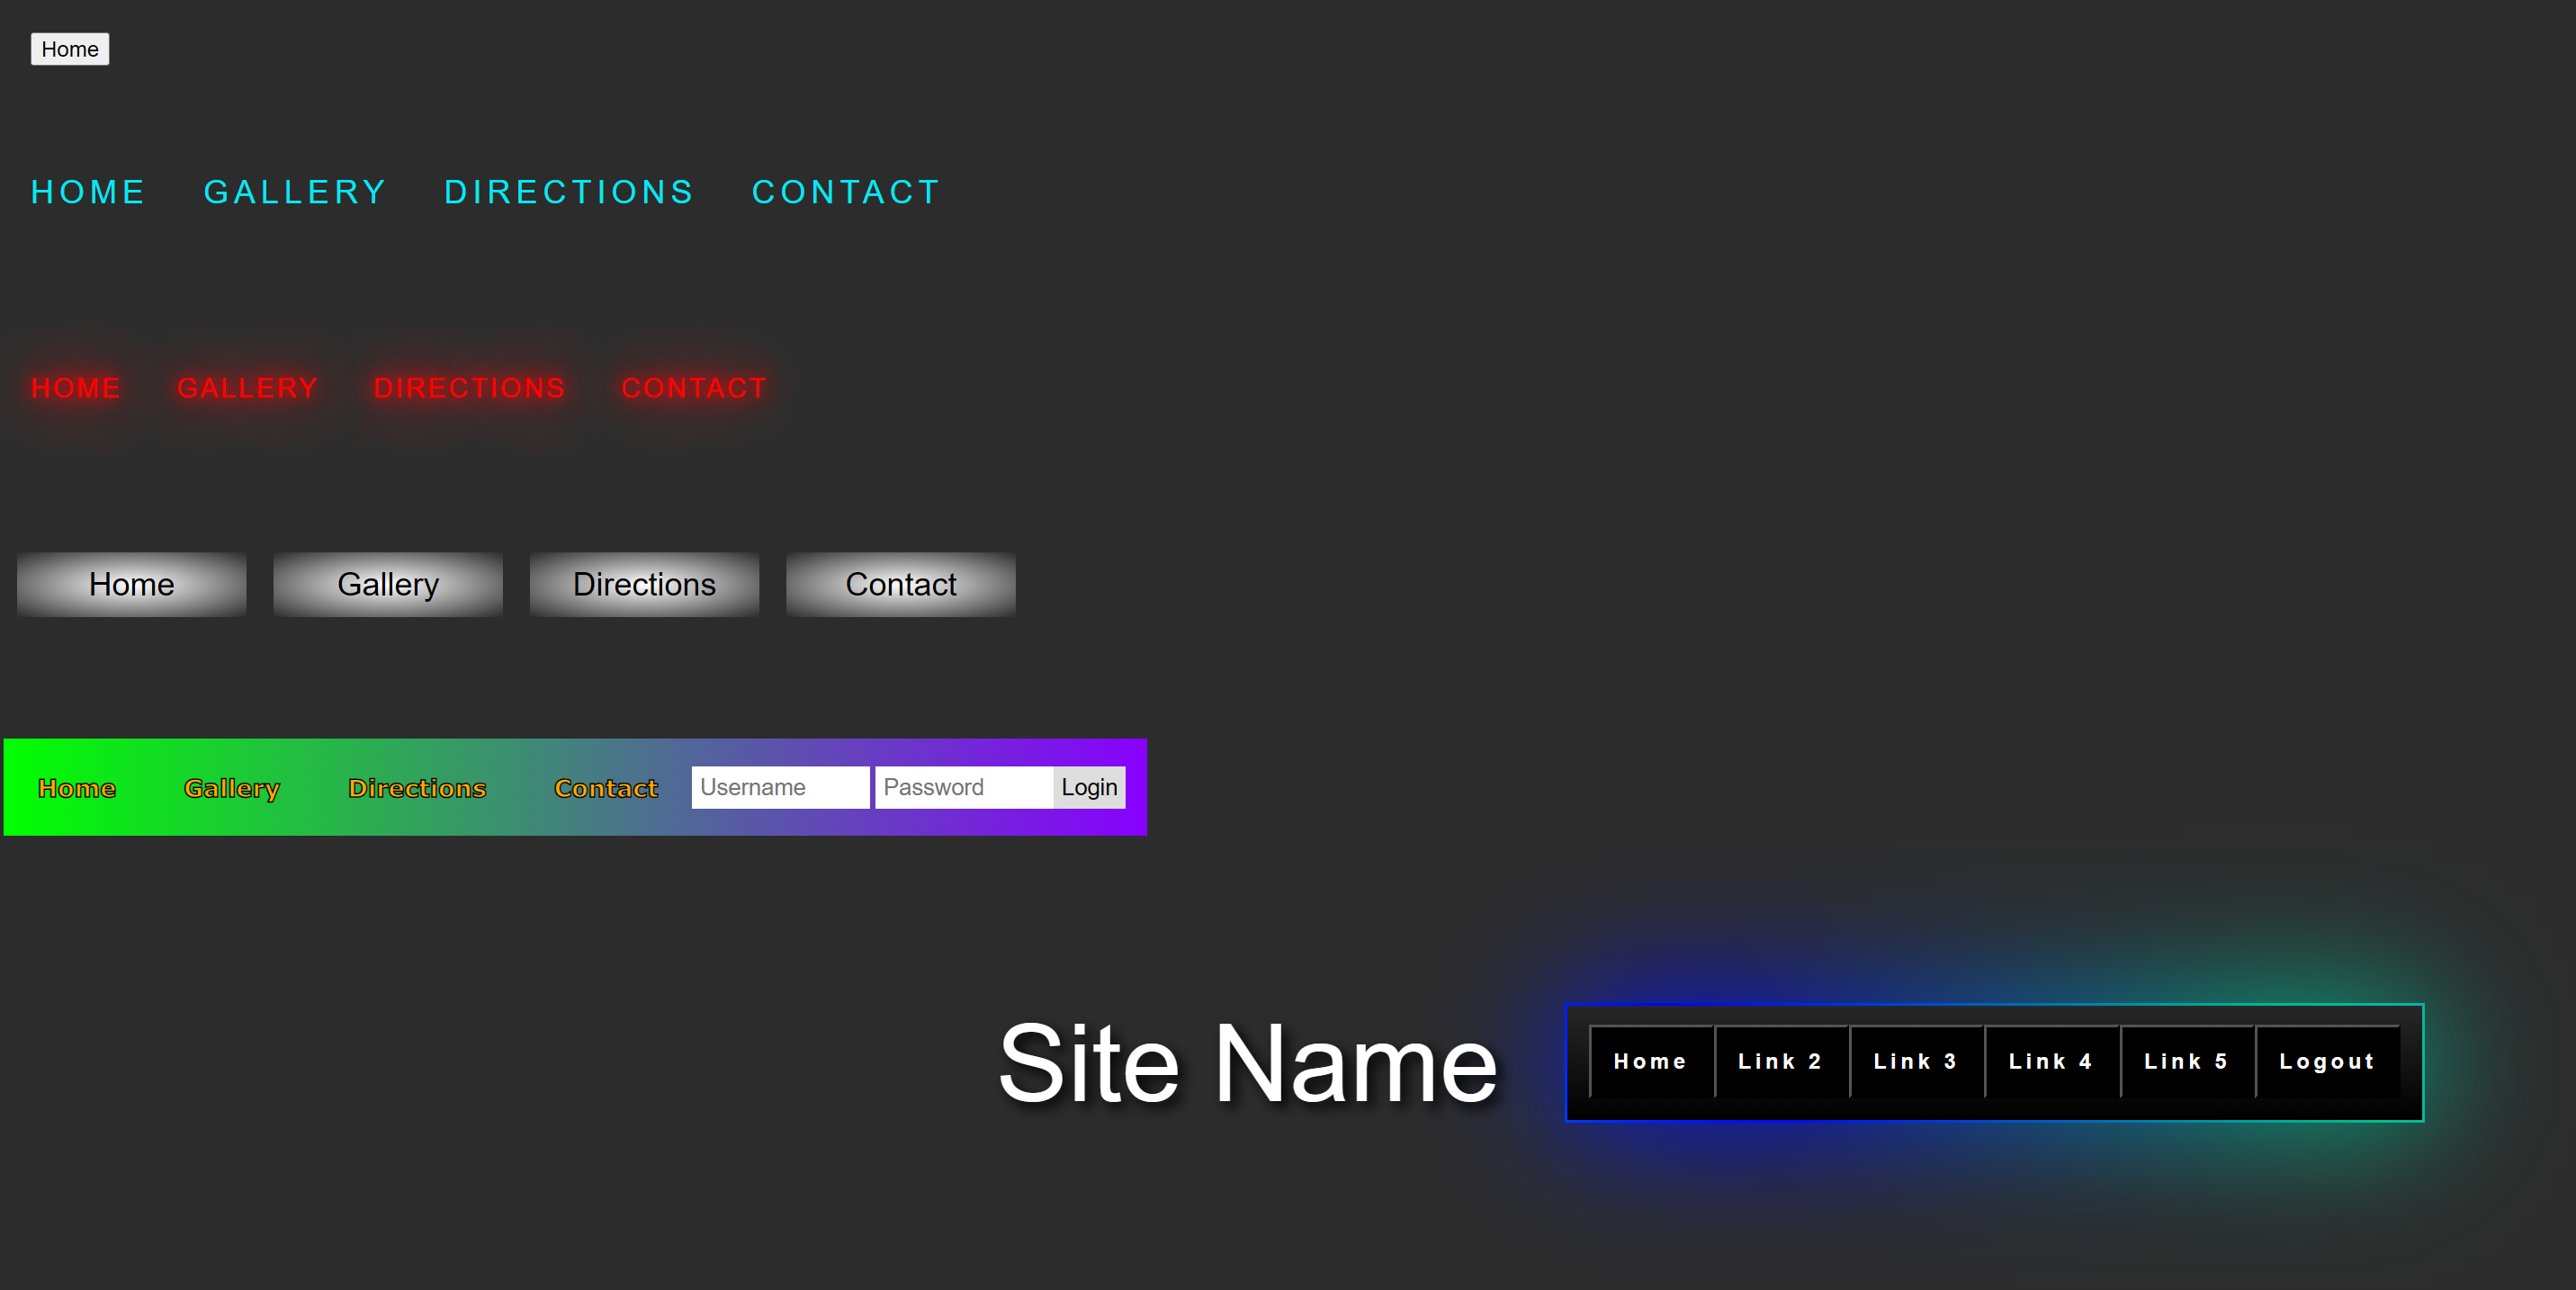 Home
HOME GALLERY DIRECTIONS CONTACT
HOME GALLERY DIRECTIONS CONTACT
Home Gallery Directions Contact
Home Gallery Directions Contact Username Password Login
Site Name Home Link 2 Link 3 Link 4 Link 5 Logout